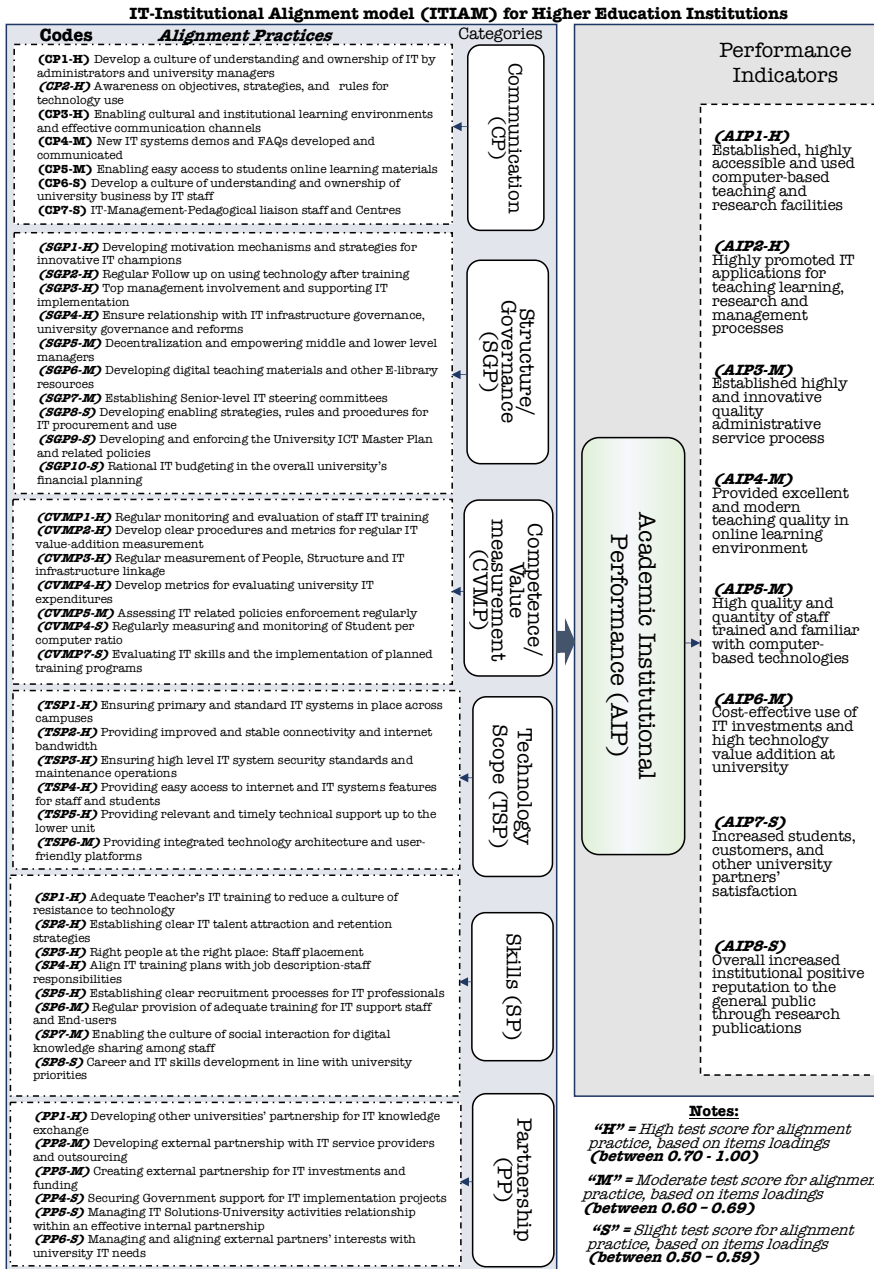 IT-Institutional Alignment model (ITIAM) for Higher Education Institutions
Codes
Alignment Practices
Categories
(CP1-H) Develop a culture of understanding and ownership of IT by
administrators and university managers
(CP2-H) Awareness on objectives, strategies, and rules for
technology use
(CP3-H) Enabling cultural and institutional learning environments
and effective communication channels
(CP4-M) New IT systems demos and FAQs developed and
communicated
(CP5-M) Enabling easy access to students online learning materials
(CP6-S) Develop a culture of understanding and ownership of
university business by IT staff
(CP7-S) IT-Management-Pedagogical liaison staff and Centres
Communication
(CP)
(SGP1-H) Developing motivation mechanisms and strategies for
innovative IT champions
(SGP2-H) Regular Follow up on using technology after training
(SGP3-H) Top management involvement and supporting IT
implementation
(SGP4-H) Ensure relationship with IT infrastructure governance,
university governance and reforms
(SGP5-M) Decentralization and empowering middle and lower level
managers
(SGP6-M) Developing digital teaching materials and other E-library
resources
(SGP7-M) Establishing Senior-level IT steering committees
(SGP8-S) Developing enabling strategies, rules and procedures for
IT procurement and use
(SGP9-S) Developing and enforcing the University ICT Master Plan
and related policies
(SGP10-S) Rational IT budgeting in the overall university's
financial planning
Structure/
Governance
(SGP)
(CVMP1-H) Regular monitoring and evaluation of staff IT training
(CVMP2-H) Develop clear procedures and metrics for regular IT
value-addition measurement
(CVMP3-H) Regular measurement of People, Structure and IT
infrastructure linkage
(CVMP4-H) Develop metrics for evaluating university IT
expenditures
(CVMP5-M) Assessing IT related policies enforcement regularly
(CVMP4-S) Regularly measuring and monitoring of Student per
computer ratio
(CVMP7-S) Evaluating IT skills and the implementation of planned
training programs
Competence/
Value
measurement
(CVMP)
(TSP1-H) Ensuring primary and standard IT systems in place across
campuses
(TSP2-H) Providing improved and stable connectivity and internet
bandwidth
(TSP3-H) Ensuring high level IT system security standards and
maintenance operations
(TSP4-H) Providing easy access to internet and IT systems features
for staff and students
(TSP5-H) Providing relevant and timely technical support up to the
lower unit
(TSP6-M) Providing integrated technology architecture and user-
friendly platforms
Technology
Scope (TSP)
(SP1-H) Adequate Teacher's IT training to reduce a culture of
resistance to technology
(SP2-H) Establishing clear IT talent attraction and retention
strategies
(SP3-H) Right people at the right place: Staff placement
(SP4-H) Align IT training plans with job description-staff
responsibilities
(SP5-H) Establishing clear recruitment processes for IT professionals
(SP6-M) Regular provision of adequate training for IT support staff
and End-users
(SP7-M) Enabling the culture of social interaction for digital
knowledge sharing among staff
(SP8-S) Career and IT skills development in line with university
priorities
Skills (SP)
(PP1-H) Developing other universities' partnership for IT knowledge
exchange
(PP2-M) Developing external partnership with IT service providers
and outsourcing
(PP3-M) Creating external partnership for IT investments and
funding
(PP4-S) Securing Government support for IT implementation projects
(PP5-S) Managing IT Solutions-University activities relationship
within an effective internal partnership
(PP6-S) Managing and aligning external partners' interests with
university IT needs
Partnership
(PP)
Academic Institutional
Performance (AIP)
Performance
Indicators
(AIP1-H)
Established, highly
accessible and used
computer-based
teaching and
research facilities
(AIP2-H)
Highly promoted IT
applications for
teaching learning,
research and
management
processes
(AIP3-M)
Established highly
and innovative
quality
administrative
service process
(AIP4-M)
Provided excellent
and modern
teaching quality in
online learning
environment
(AIP5-M)
High quality and
quantity of staff
trained and familiar
with computer-
based technologies
(AIP6-M)
Cost-effective use of
IT investments and
high technology
value addition at
university
(AIP7-S)
Increased students,
customers, and
other university
partners'
satisfaction
(AIP8-S)
Overall increased
institutional positive
reputation to the
general public
through research
publications
Notes:
"H" = High test score for alignment
practice, based on items loadings
(between 0.70 - 1.00)
"M" = Moderate test score for alignment
practice, based on items loadings
(between 0.60 – 0.69)
"S" = Slight test score for alignment
practice, based on items loadings
(between 0.50 – 0.59)